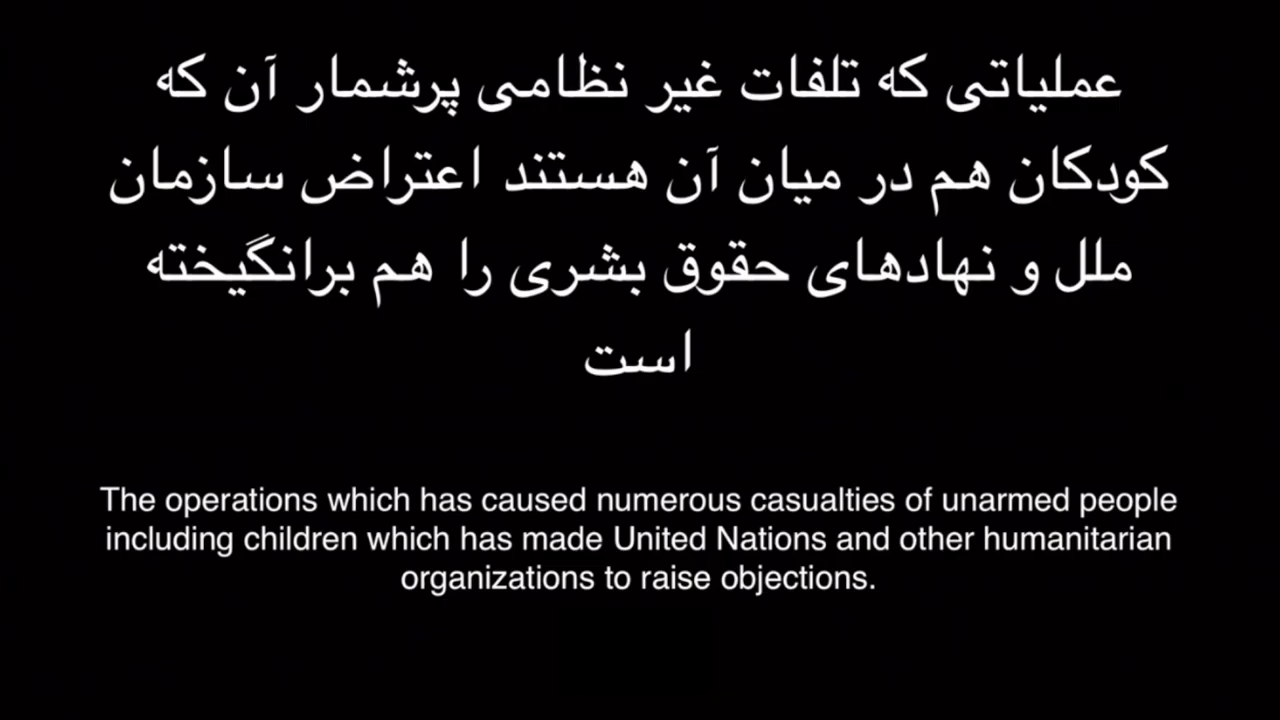 عملیاتی که تلفات غیر نظامی پرشمار آن که
کودکان هم در میان آن هستند اعتراض سازمان
ملل و نهادهای حقوق بشری را هم برانگیخته
است
The operations which has caused numerous casualties of unarmed people
including children which has made United Nations and other humanitarian
organizations to raise objections.